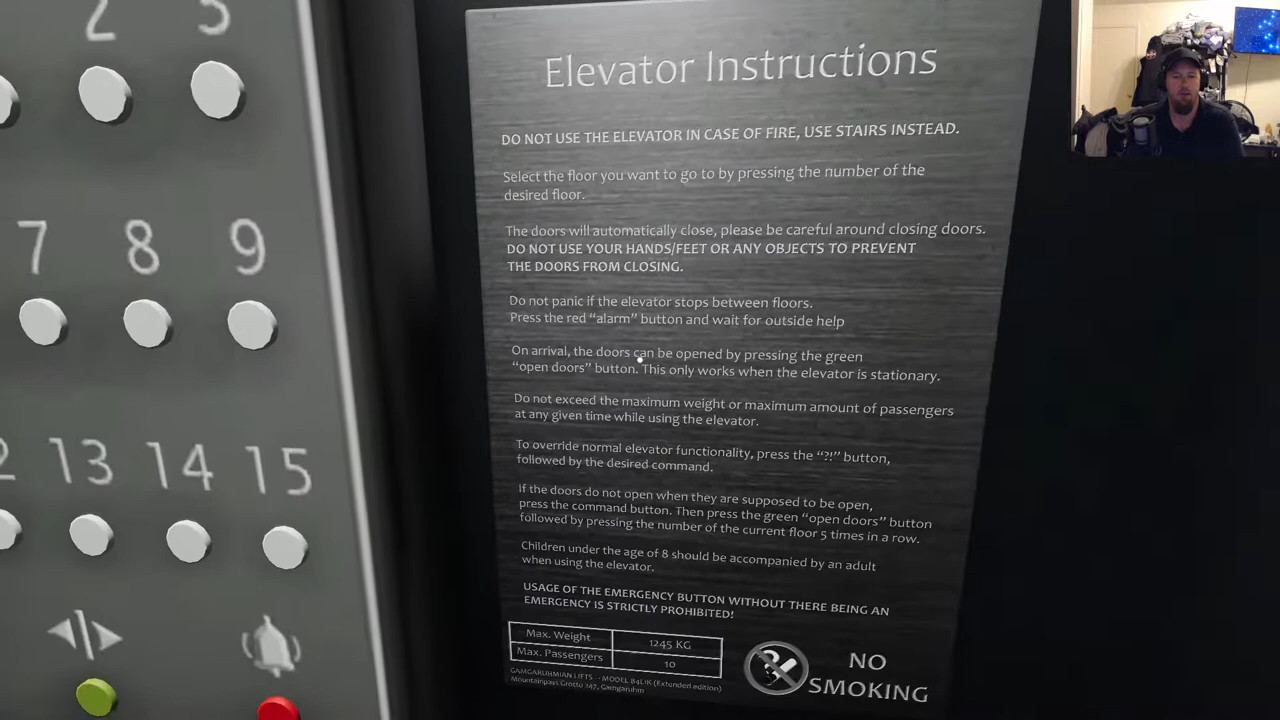 2 5
7 8 9
2 13 14 15
Elevator Instructions
DO NOT USE THE ELEVATOR IN CASE OF FIRE, USE STAIRS INSTEAD.
Select the floor you want to go to by pressing the number of the
desired floor.
The doors will automatically close, please be careful around closing doors.
DO NOT USE YOUR HANDS/FEET OR ANY OBJECTS TO PREVENT
THE DOORS FROM CLOSING.
Do not panic if the elevator stops between floors.
Press the red “alarm” button and wait for outside help
On arrival, the doors can be opened by pressing the green
“open doors” button. This only works when the elevator is stationary.
Do not exceed the maximum weight or maximum amount of passengers
at any given time while using the elevator.
To override normal elevator functionality, press the “?!” button,
followed by the desired command.
If the doors do not open when they are supposed to be open,
press the command button. Then press the green “open doors” button
followed by pressing the number of the current floor 5 times in a row.
Children under the age of 8 should be accompanied by an adult
when using the elevator.
USAGE OF THE EMERGENCY BUTTON WITHOUT THERE BEING AN
EMERGENCY IS STRICTLY PROHIBITED!
Max. Weight 1245 KG
Max. Passengers 10
GAMGARUHMIAN LIFTS - MODEL B4L1K (Extended edition)
Mountainpass Grotto 247, Gamgaruhm
NO
SMOKING